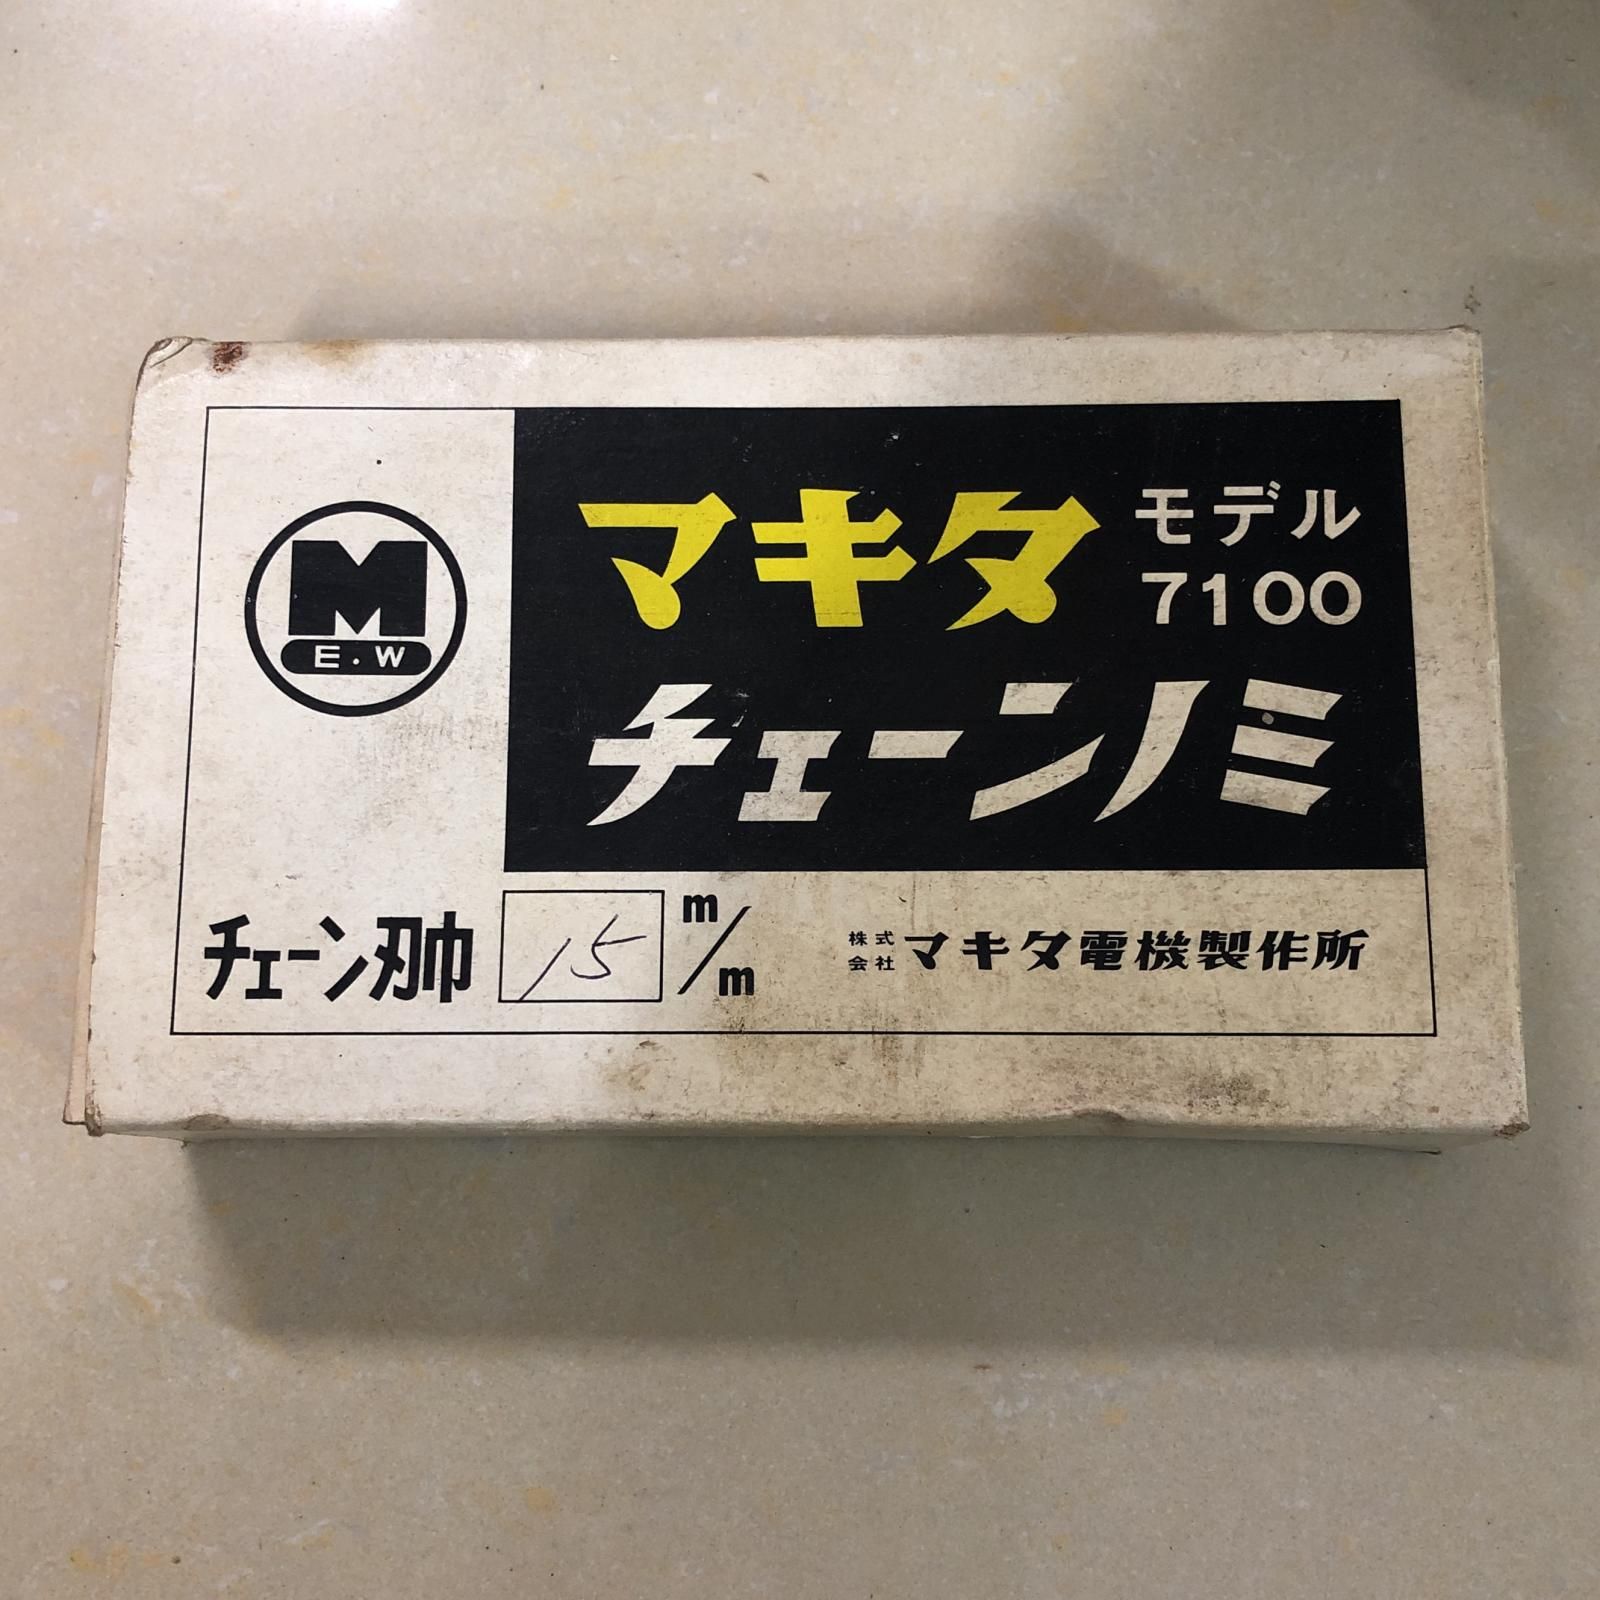 M
E・W
マキタ モデル
7100
チェーンノミ
チェーン刃巾 15 m/m
株式会社 マキタ電機製作所